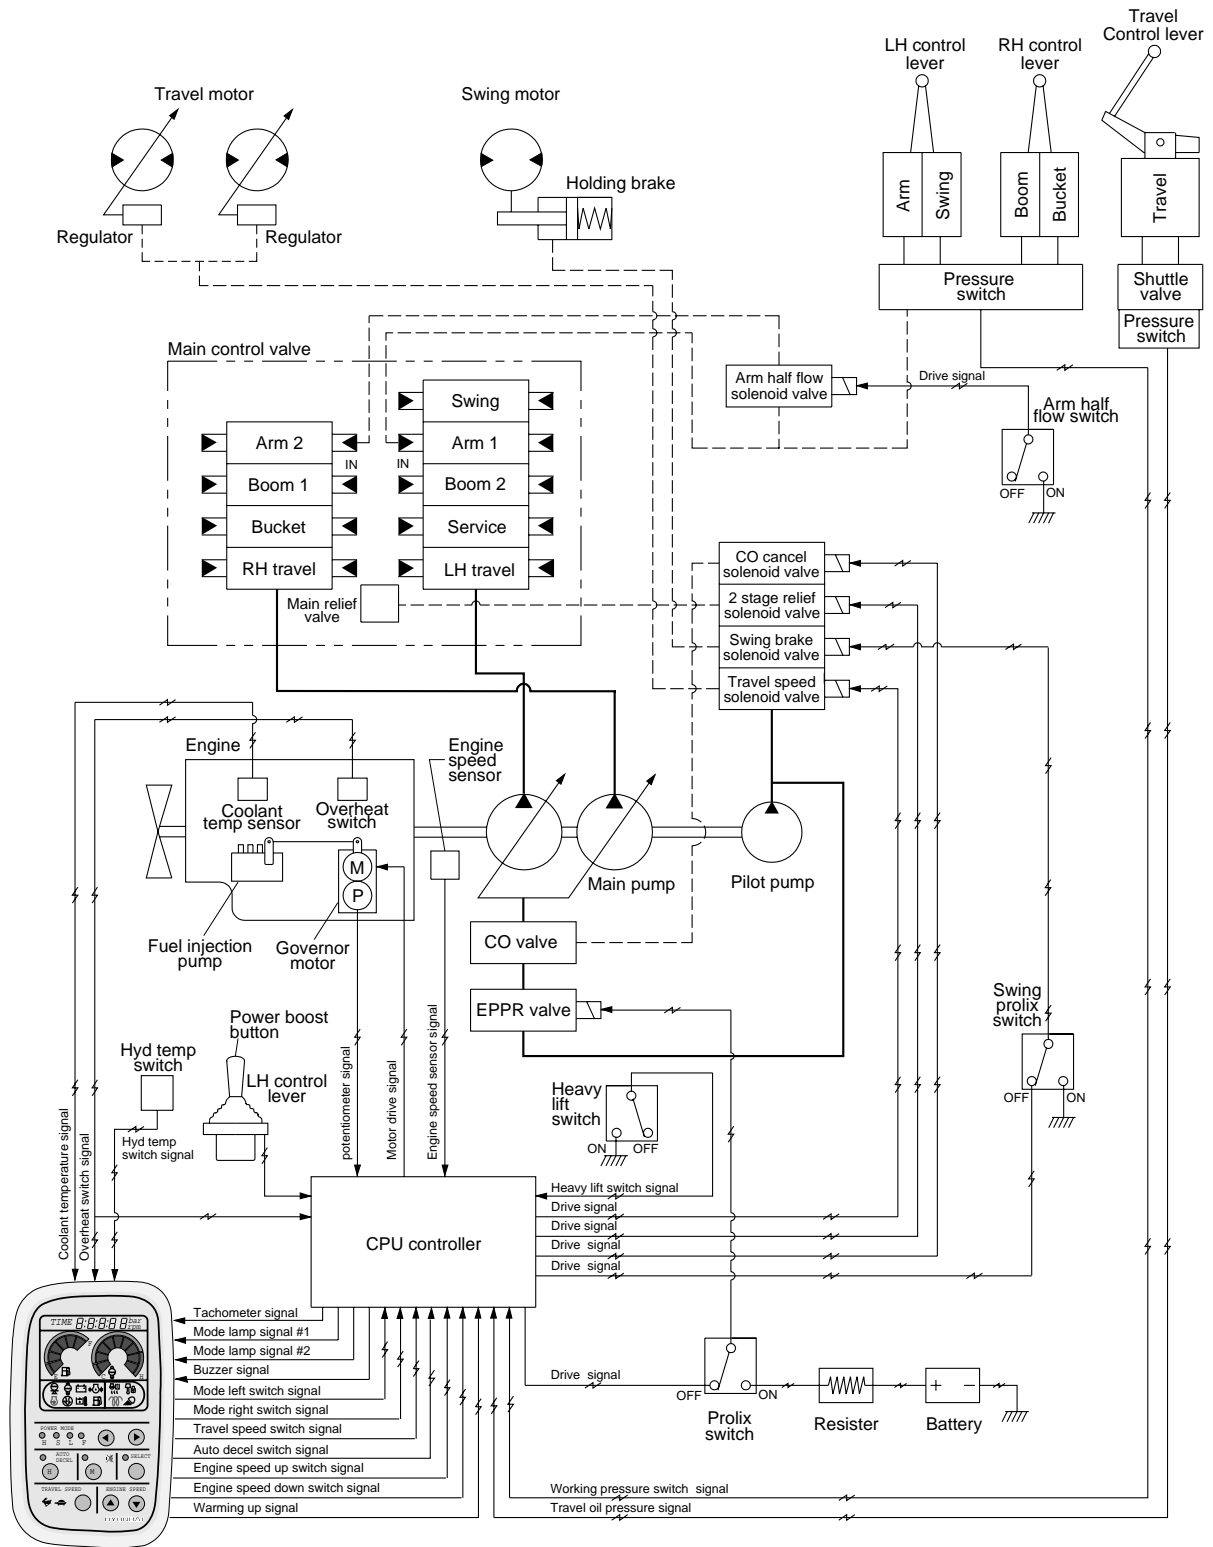 Travel
Control lever
LH control
lever
RH control
lever
Travel motor
Swing motor
Holding brake
Regulator
Regulator
Arm
Swing
Boom
Bucket
Travel
Pressure
switch
Shuttle
valve
Pressure
switch
Main control valve
Arm half flow
solenoid valve
Drive signal
Arm half
flow switch
OFF
ON
Swing
Arm 2
Arm 1
IN
IN
Boom 1
Boom 2
Bucket
Service
RH travel
LH travel
Main relief
valve
CO cancel
solenoid valve
2 stage relief
solenoid valve
Swing brake
solenoid valve
Travel speed
solenoid valve
Engine
Engine
speed
sensor
Coolant
temp sensor
Overheat
switch
M
P
Main pump
Pilot pump
Fuel injection
pump
Governor
motor
CO valve
EPPR valve
Swing
prolix
switch
OFF
ON
Power boost
button
Hyd temp
switch
LH control
lever
Hyd temp
switch signal
Heavy
lift
switch
ON
OFF
Coolant temperature signal
Overheat switch signal
potentiometer signal
Motor drive signal
Engine speed sensor signal
CPU controller
Heavy lift switch signal
Drive signal
Drive signal
Drive signal
Drive signal
Tachometer signal
Mode lamp signal #1
Mode lamp signal #2
Buzzer signal
Mode left switch signal
Mode right switch signal
Travel speed switch signal
Auto decel switch signal
Engine speed up switch signal
Engine speed down switch signal
Warming up signal
TIME
bar
rpm
F
H
POWER MODE
H S L F
AUTO
DECEL
SELECT
H
M
TRAVEL SPEED
ENGINE SPEED
Drive signal
OFF
ON
Prolix
switch
Resister
+ -
Battery
Working pressure switch signal
Travel oil pressure signal